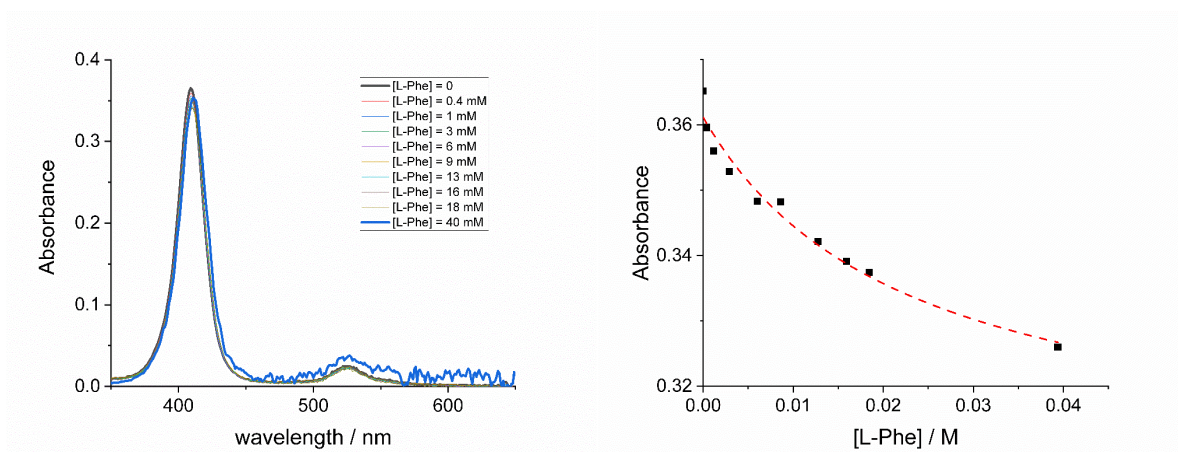 0.4
0.3
0.2
0.1
0.0
400
500
600
Absorbance
wavelength / nm
[L-Phe] = 0
[L-Phe] = 0.4 mM
[L-Phe] = 1 mM
[L-Phe] = 3 mM
[L-Phe] = 6 mM
[L-Phe] = 9 mM
[L-Phe] = 13 mM
[L-Phe] = 16 mM
[L-Phe] = 18 mM
[L-Phe] = 40 mM
0.36
0.34
0.32
0.00
0.01
0.02
0.03
0.04
Absorbance
[L-Phe] / M